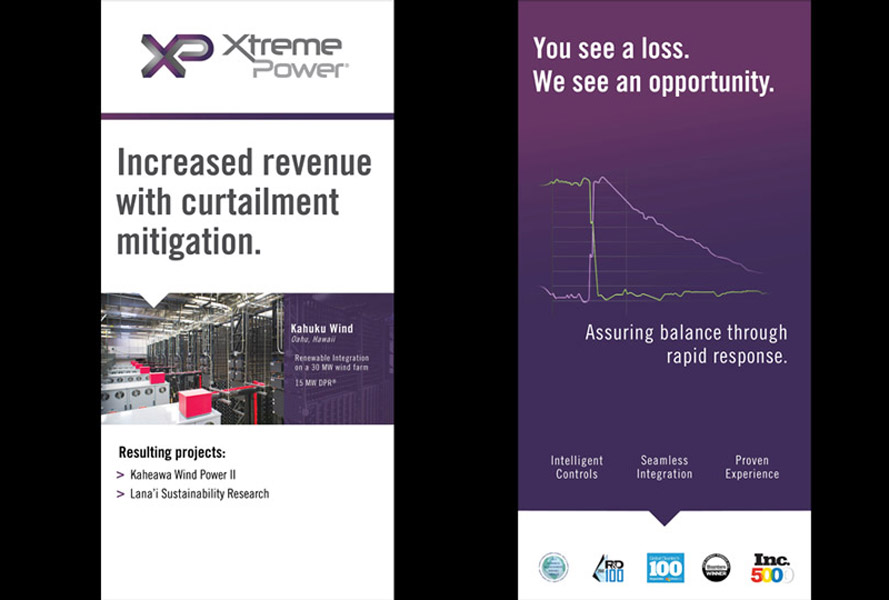 XP Xtreme
Power®
Increased revenue
with curtailment
mitigation.
Kahuku Wind
Oahu, Hawaii
Renewable Integration
on a 30 MW wind farm
15 MW DPR®
Resulting projects:
> Kaheawa Wind Power II
> Lana'i Sustainability Research
You see a loss.
We see an opportunity.
Assuring balance through
rapid response.
Intelligent
Controls
Seamless
Integration
Proven
Experience
R&D
100
100
WINNER
Inc.
5000